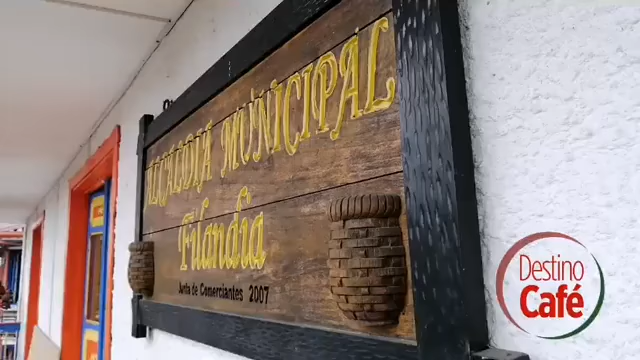 ALCALDIA MUNICIPAL
Filandia
Junta de Comerciantes 2007
Destino
Café